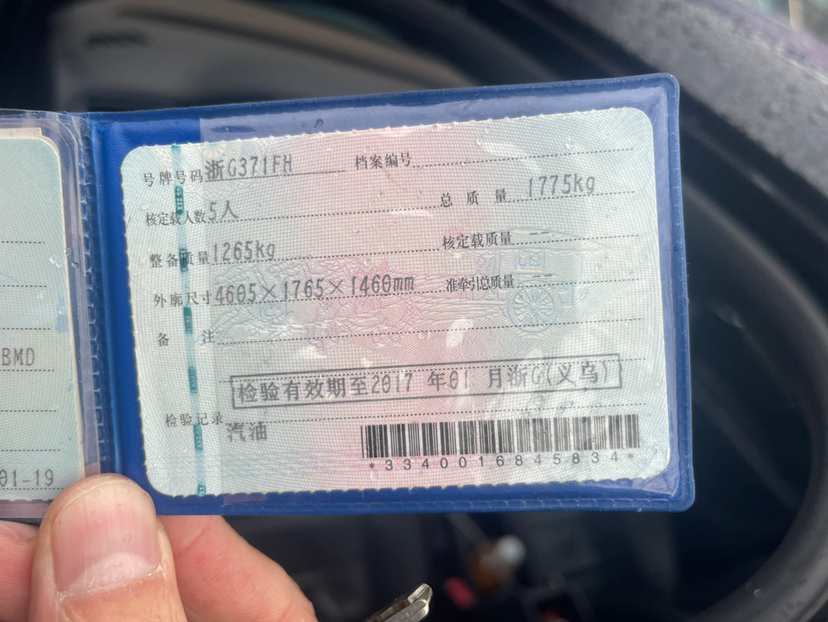 号牌号码 浙G371FH 档案编号
核定载人数 5人 总质量 1775kg
整备质量 1265kg 核定载质量 --
外廓尺寸 4605×1765×1460mm 准牵引总质量 --
备注
检验有效期至2017 年01 月浙G(义乌)
检验记录
汽油
*3340016845834*
BMD
01-19